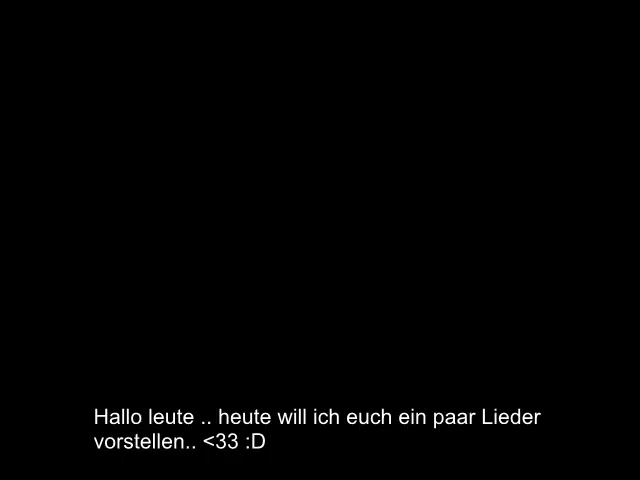 Hallo leute .. heute will ich euch ein paar Lieder
vorstellen.. <33 :D